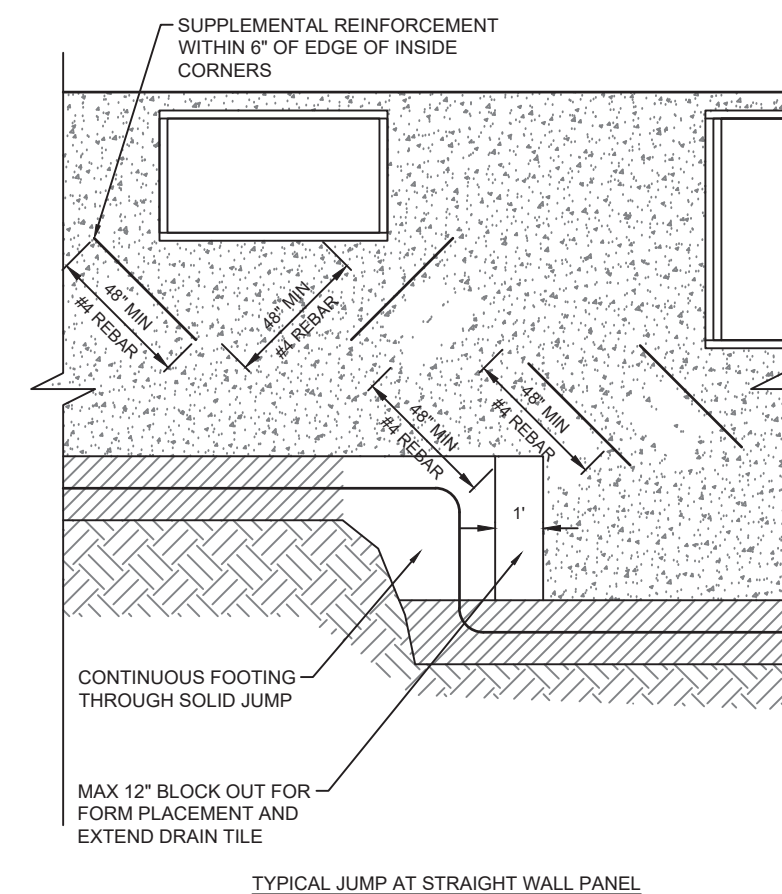 SUPPLEMENTAL REINFORCEMENT
WITHIN 6" OF EDGE OF INSIDE
CORNERS
48" MIN
#4 REBAR
48" MIN
#4 REBAR
48" MIN
#4 REBAR
48" MIN
#4 REBAR
1'
CONTINUOUS FOOTING
THROUGH SOLID JUMP
MAX 12" BLOCK OUT FOR
FORM PLACEMENT AND
EXTEND DRAIN TILE
TYPICAL JUMP AT STRAIGHT WALL PANEL